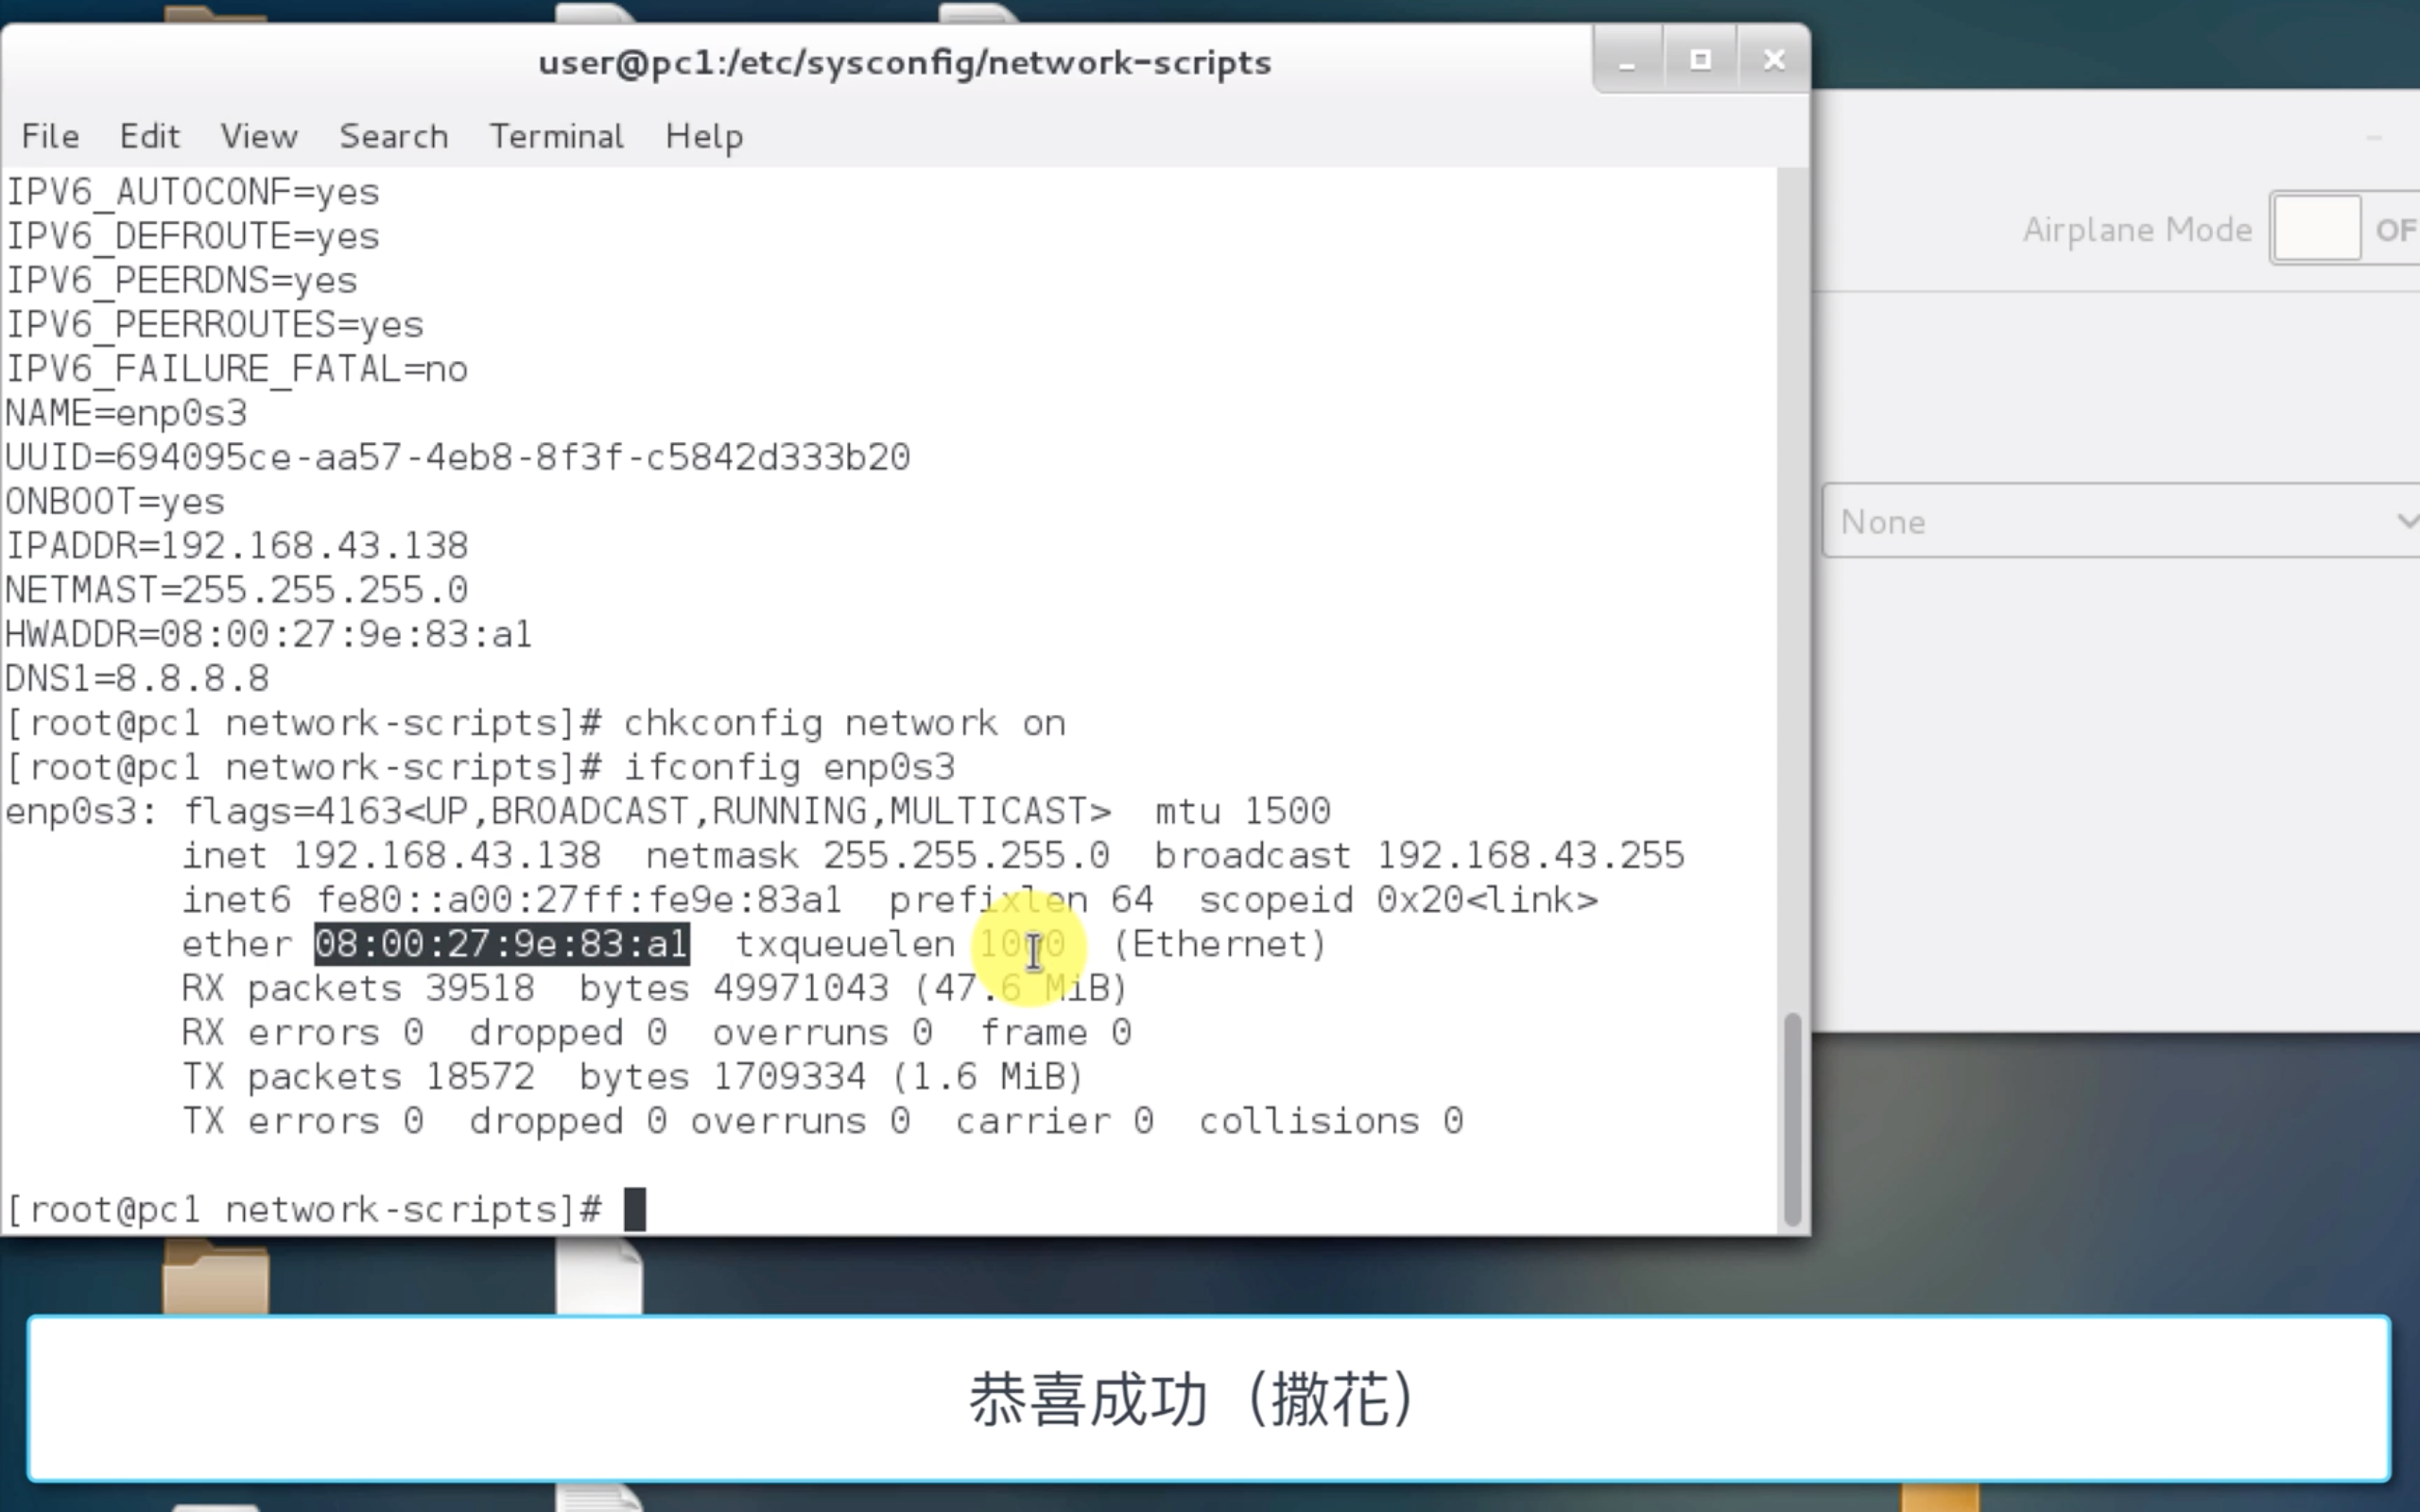 user@pc1:/etc/sysconfig/network-scripts
File Edit View Search Terminal Help
Airplane Mode OF
None
IPV6_AUTOCONF=yes
IPV6_DEFROUTE=yes
IPV6_PEERDNS=yes
IPV6_PEERROUTES=yes
IPV6_FAILURE_FATAL=no
NAME=enp0s3
UUID=694095ce-aa57-4eb8-8f3f-c5842d333b20
ONBOOT=yes
IPADDR=192.168.43.138
NETMAST=255.255.255.0
HWADDR=08:00:27:9e:83:a1
DNS1=8.8.8.8
[root@pc1 network-scripts]# chkconfig network on
[root@pc1 network-scripts]# ifconfig enp0s3
enp0s3: flags=4163<UP,BROADCAST,RUNNING,MULTICAST>  mtu 1500
        inet 192.168.43.138  netmask 255.255.255.0  broadcast 192.168.43.255
        inet6 fe80::a00:27ff:fe9e:83a1  prefixlen 64  scopeid 0x20<link>
        ether 08:00:27:9e:83:a1  txqueuelen 1000  (Ethernet)
        RX packets 39518  bytes 49971043 (47.6 MiB)
        RX errors 0  dropped 0  overruns 0  frame 0
        TX packets 18572  bytes 1709334 (1.6 MiB)
        TX errors 0  dropped 0 overruns 0  carrier 0  collisions 0
[root@pc1 network-scripts]#
恭喜成功（撒花）